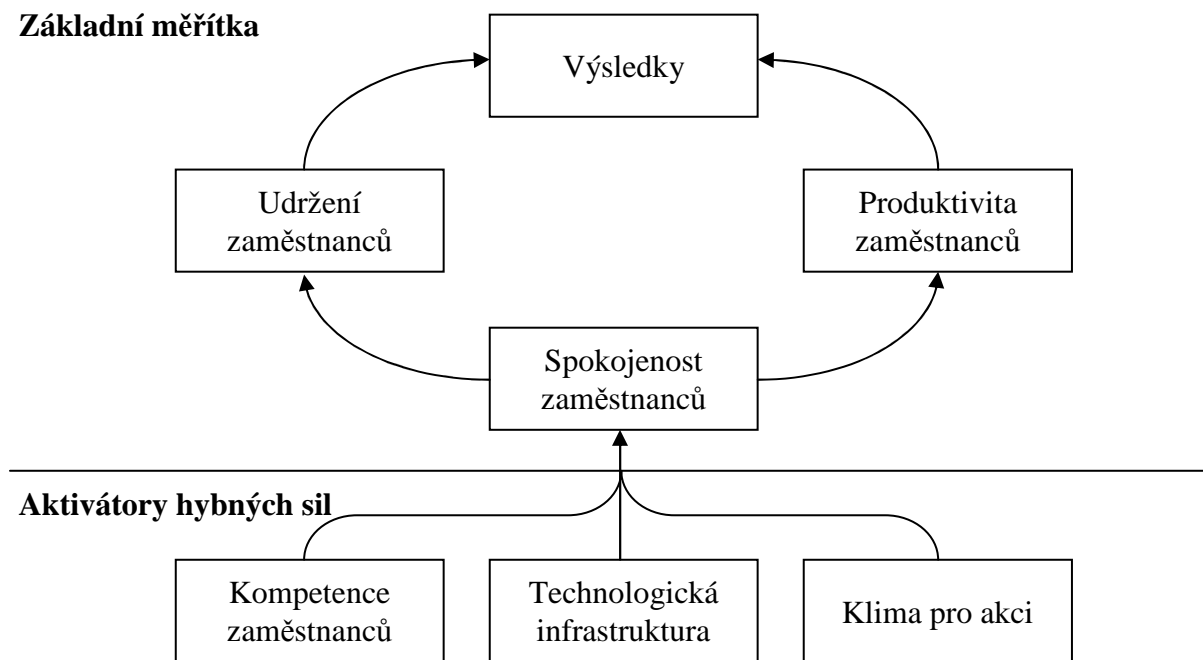 Základní měřítka
Výsledky
Udržení
zaměstnanců
Produktivita
zaměstnanců
Spokojenost
zaměstnanců
Aktivátory hybných sil
Kompetence
zaměstnanců
Technologická
infrastruktura
Klima pro akci